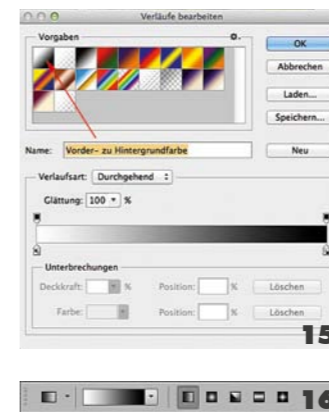 Verläufe bearbeiten
Vorgaben
OK
Abbrechen
Laden...
Speichern...
Name: Vorder- zu Hintergrundfarbe
Neu
Verlaufsart: Durchgehend
Glättung: 100 %
Unterbrechungen
Deckkraft: % Position: % Löschen
Farbe: Position: % Löschen
15
16